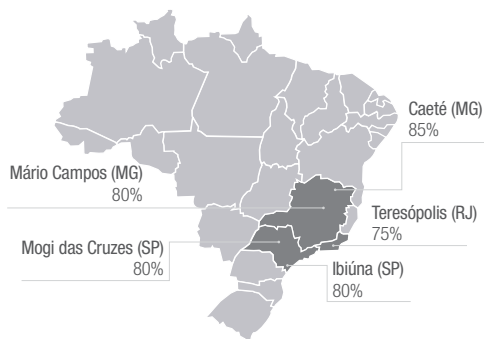 Caeté (MG)
85%
Mário Campos (MG)
80%
Teresópolis (RJ)
75%
Mogi das Cruzes (SP)
80%
Ibiúna (SP)
80%